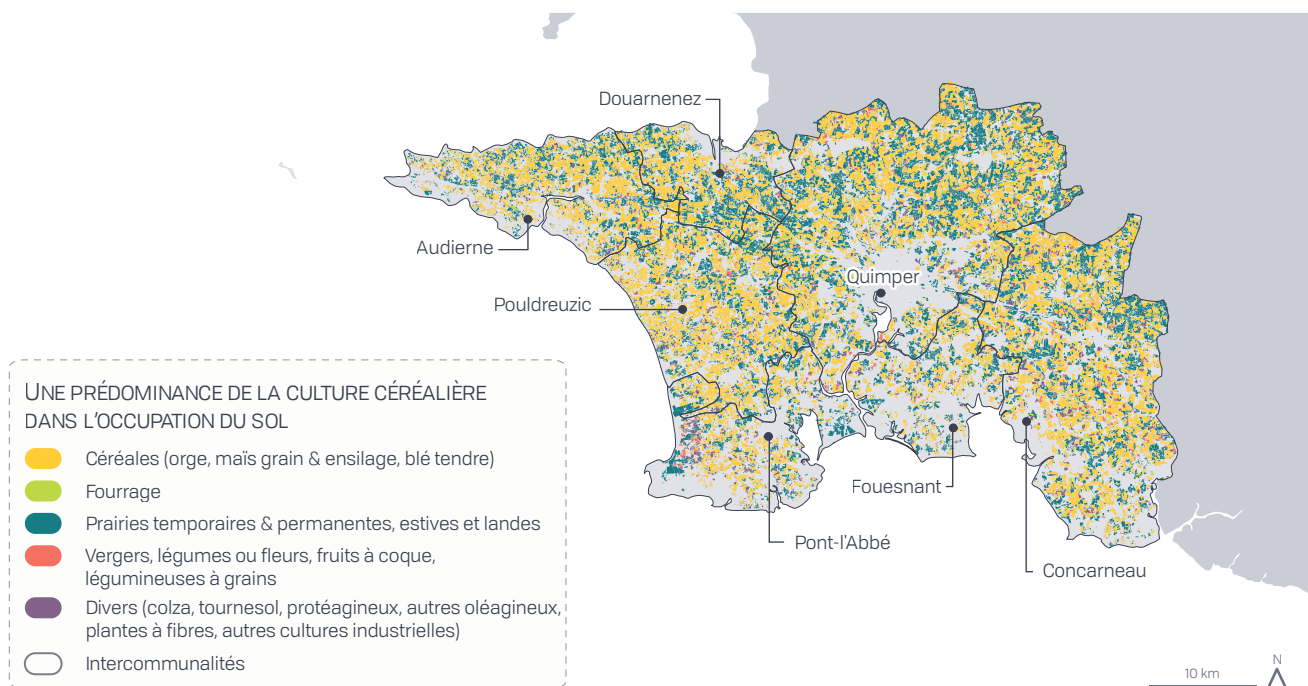 Douarnenez
Audierne
Quimper
Pouldreuzic
UNE PRÉDOMINANCE DE LA CULTURE CÉRÉALIÈRE
DANS L'OCCUPATION DU SOL
Céréales (orge, maïs grain & ensilage, blé tendre)
Fourrage
Prairies temporaires & permanentes, estives et landes
Vergers, légumes ou fleurs, fruits à coque,
légumineuses à grains
Divers (colza, tournesol, protéagineux, autres oléagineux,
plantes à fibres, autres cultures industrielles)
Intercommunalités
Fouesnant
Pont-l'Abbé
Concarneau
10 km
N